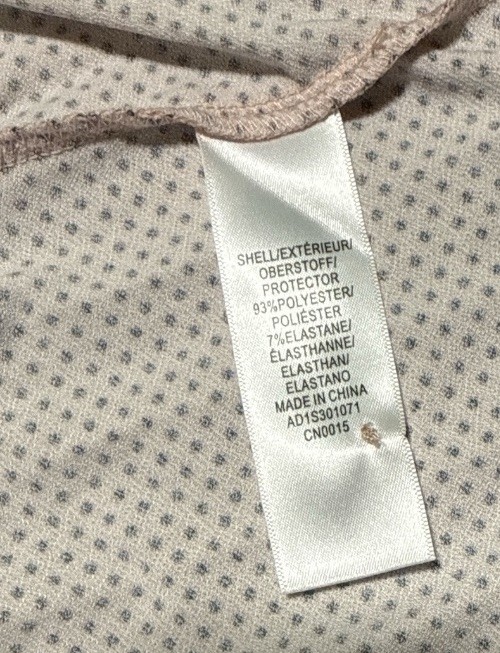 SHELL/EXTÉRIEUR/
OBERSTOFF/
PROTECTOR
93%POLYESTER/
POLIÉSTER
7%ELASTANE/
ÉLASTHANNE/
ELASTHAN/
ELASTANO
MADE IN CHINA
AD1S301071
CN0015